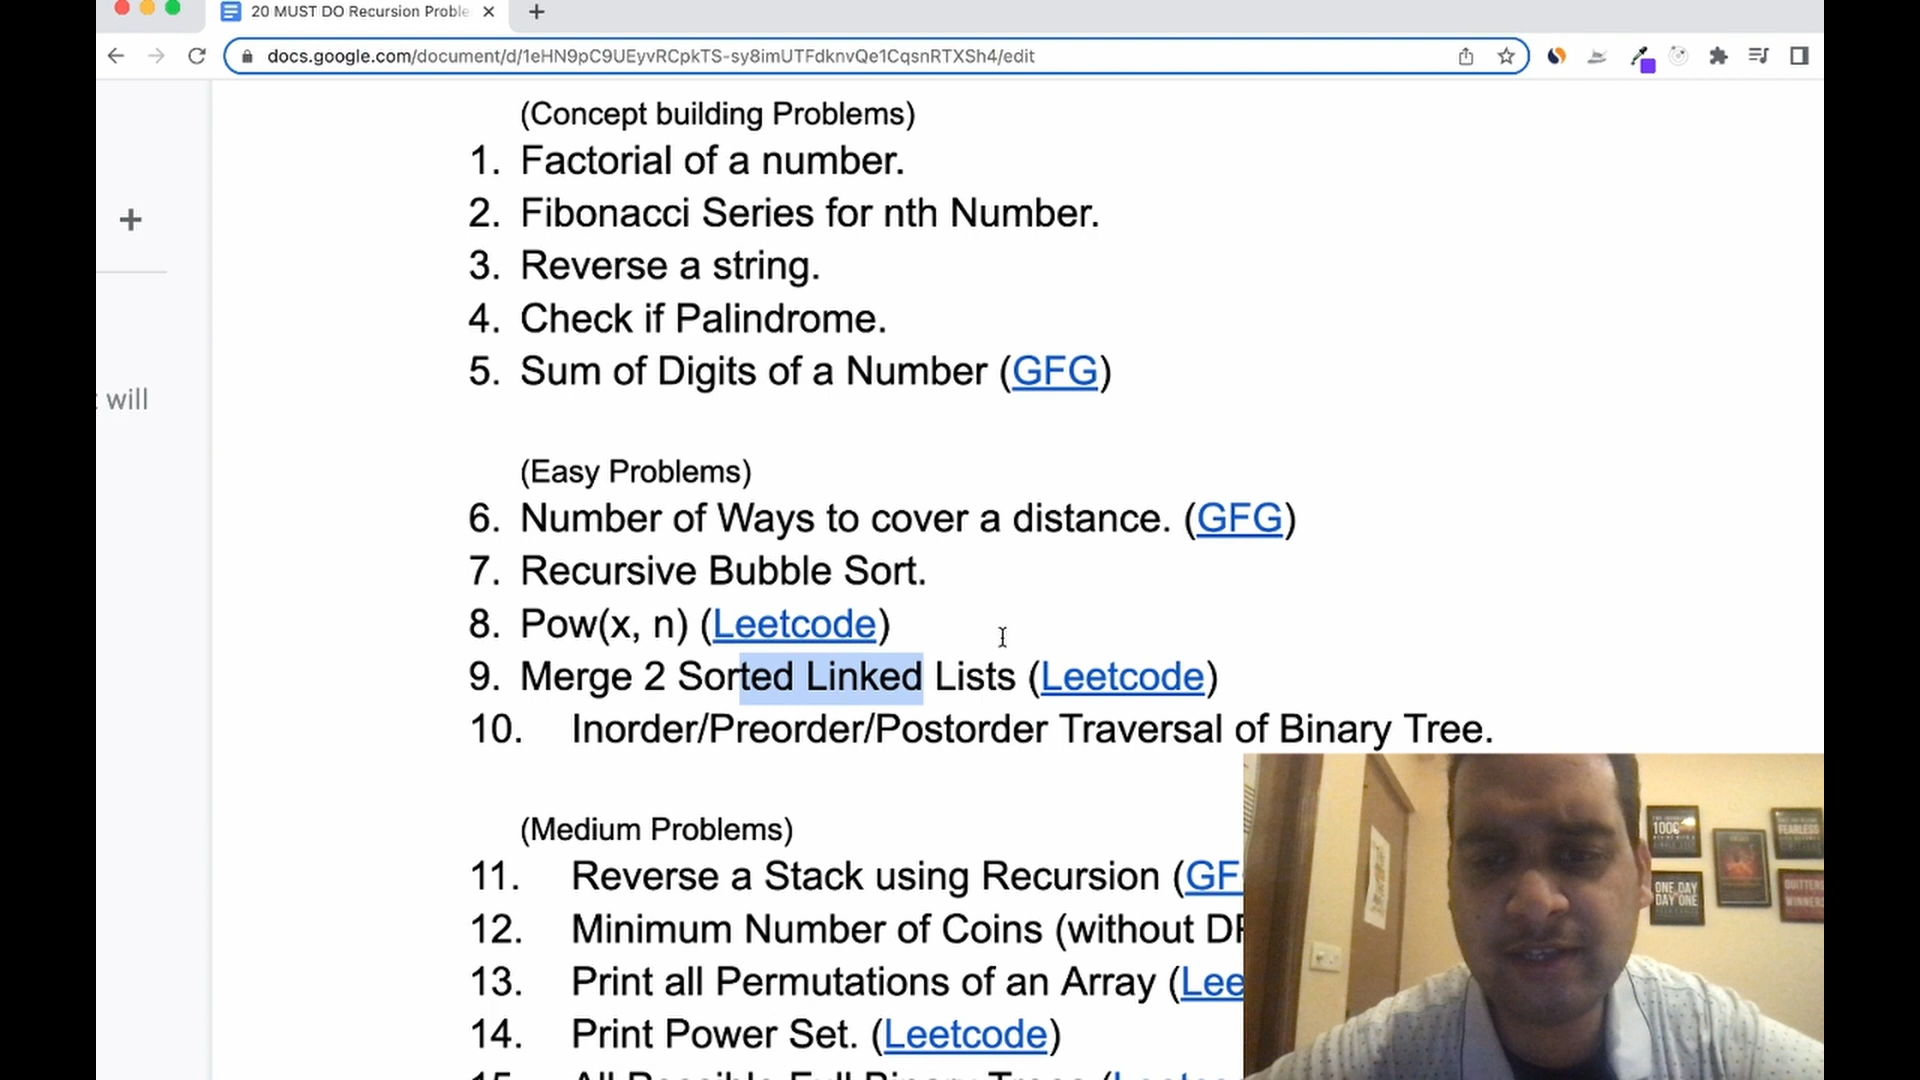 20 MUST DO Recursion Proble
docs.google.com/document/d/1eHN9pC9UEyvRCpkTS-sy8imUTFdknvQe1CqsnRTXSh4/edit
will
(Concept building Problems)
1. Factorial of a number.
2. Fibonacci Series for nth Number.
3. Reverse a string.
4. Check if Palindrome.
5. Sum of Digits of a Number (GFG)
(Easy Problems)
6. Number of Ways to cover a distance. (GFG)
7. Recursive Bubble Sort.
8. Pow(x, n) (Leetcode)
9. Merge 2 Sorted Linked Lists (Leetcode)
10. Inorder/Preorder/Postorder Traversal of Binary Tree.
(Medium Problems)
11. Reverse a Stack using Recursion (GF
12. Minimum Number of Coins (without D
13. Print all Permutations of an Array (Lee
14. Print Power Set. (Leetcode)
1000
FEARLESS
ONE DAY
DAY ONE
QUITTERS
WINNERS